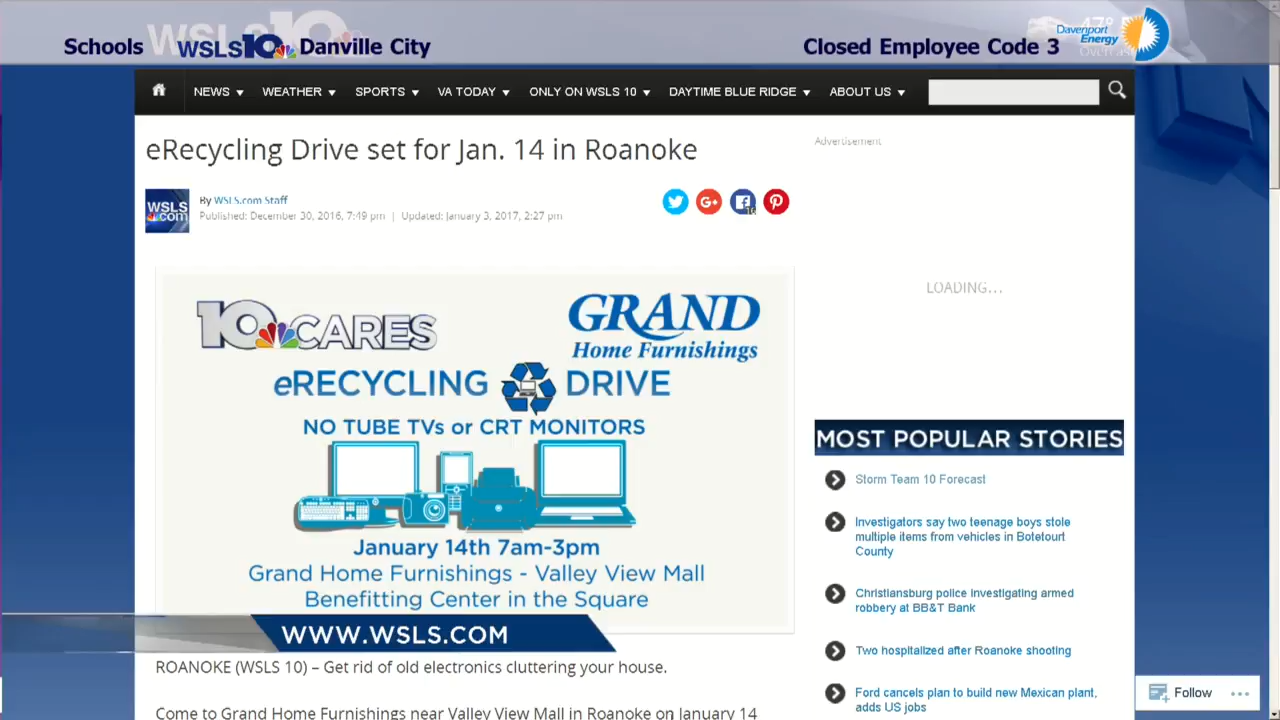 Schools WSLS10 Danville City Closed Employee Code 3
Davenport Energy
47°
WSLS 10
NEWS WEATHER SPORTS VA TODAY ONLY ON WSLS 10 DAYTIME BLUE RIDGE ABOUT US
eRecycling Drive set for Jan. 14 in Roanoke
Advertisement
WSLS.com
By WSLS.com Staff
Published: December 30, 2016, 7:49 pm | Updated: January 3, 2017, 2:27 pm
LOADING...
10 CARES
GRAND
Home Furnishings
eRECYCLING DRIVE
NO TUBE TVs or CRT MONITORS
January 14th 7am-3pm
Grand Home Furnishings - Valley View Mall
Benefitting Center in the Square
WWW.WSLS.COM
ROANOKE (WSLS 10) – Get rid of old electronics cluttering your house.
Come to Grand Home Furnishings near Valley View Mall in Roanoke on January 14
MOST POPULAR STORIES
Storm Team 10 Forecast
Investigators say two teenage boys stole
multiple items from vehicles in Botetourt
County
Christiansburg police investigating armed
robbery at BB&T Bank
Two hospitalized after Roanoke shooting
Ford cancels plan to build new Mexican plant,
adds US jobs
Follow